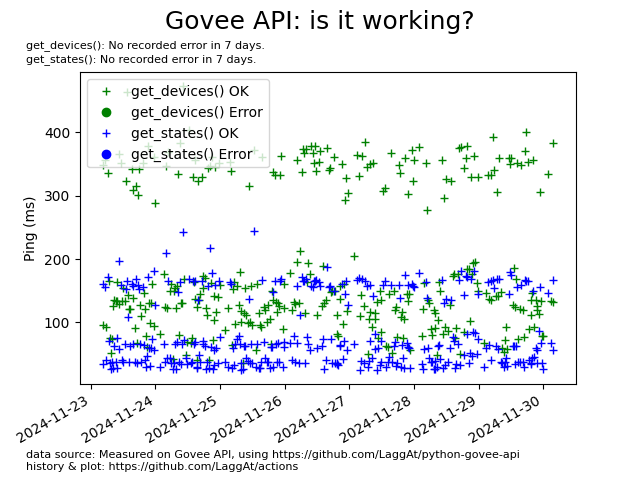 Govee API: is it working?
get_devices(): No recorded error in 7 days.
get_states(): No recorded error in 7 days.
get_devices() OK
get_devices() Error
get_states() OK
get_states() Error
Ping (ms)
400
300
200
100
2024-11-23
2024-11-24
2024-11-25
2024-11-26
2024-11-27
2024-11-28
2024-11-29
2024-11-30
data source: Measured on Govee API, using https://github.com/LaggAt/python-govee-api
history & plot: https://github.com/LaggAt/actions